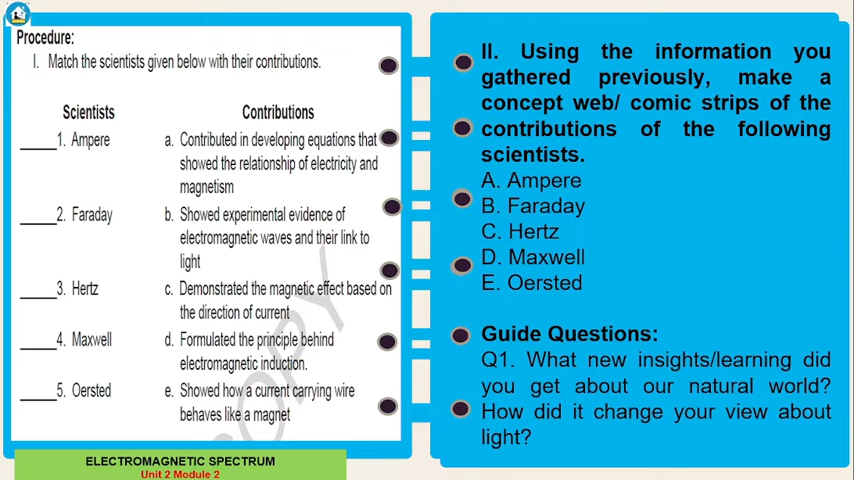 Procedure:
I. Match the scientists given below with their contributions.
Scientists
Contributions
_____1. Ampere
a. Contributed in developing equations that
showed the relationship of electricity and
magnetism
_____2. Faraday
b. Showed experimental evidence of
electromagnetic waves and their link to
light
_____3. Hertz
c. Demonstrated the magnetic effect based on
the direction of current
_____4. Maxwell
d. Formulated the principle behind
electromagnetic induction.
_____5. Oersted
e. Showed how a current carrying wire
behaves like a magnet
COPY
II. Using the information you
gathered previously, make a
concept web/ comic strips of the
contributions of the following
scientists.
A. Ampere
B. Faraday
C. Hertz
D. Maxwell
E. Oersted
Guide Questions:
Q1. What new insights/learning did
you get about our natural world?
How did it change your view about
light?
ELECTROMAGNETIC SPECTRUM
Unit 2 Module 2